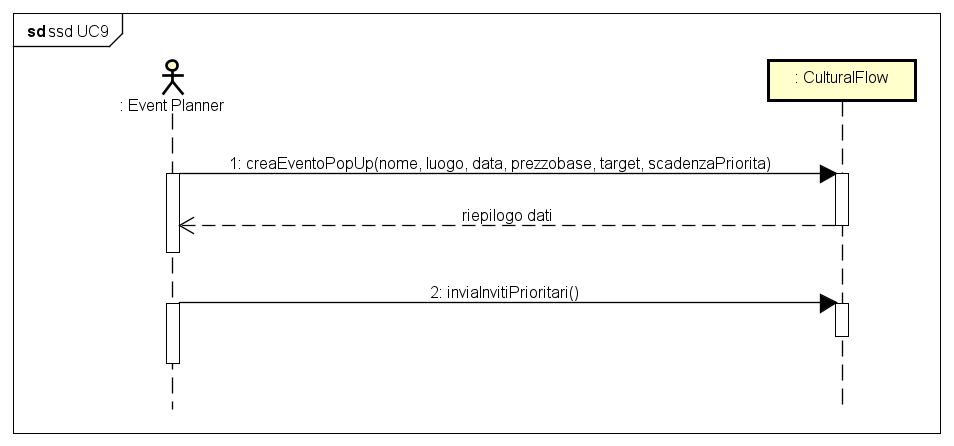 sd ssd UC9
: Event Planner
: CulturalFlow
1: creaEventoPopUp(nome, luogo, data, prezzobase, target, scadenzaPriorita)
riepilogo dati
2: inviaInvitiPrioritari()